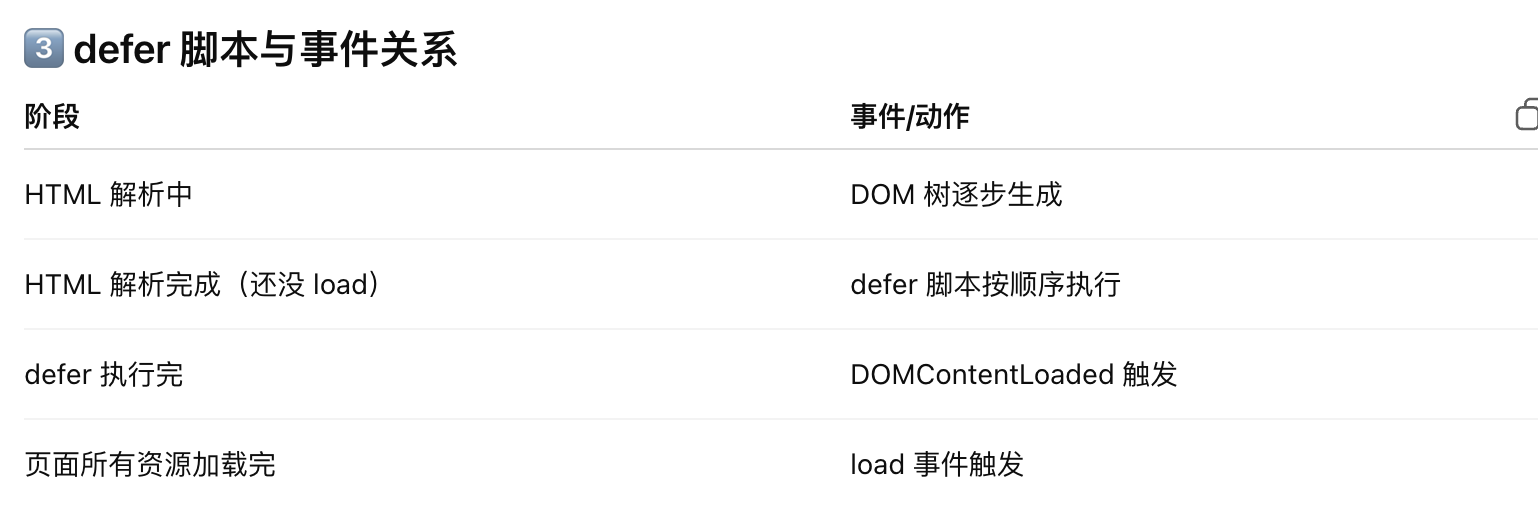 3️⃣ defer 脚本与事件关系
阶段 事件/动作
HTML 解析中 DOM 树逐步生成
HTML 解析完成（还没 load） defer 脚本按顺序执行
defer 执行完 DOMContentLoaded 触发
页面所有资源加载完 load 事件触发